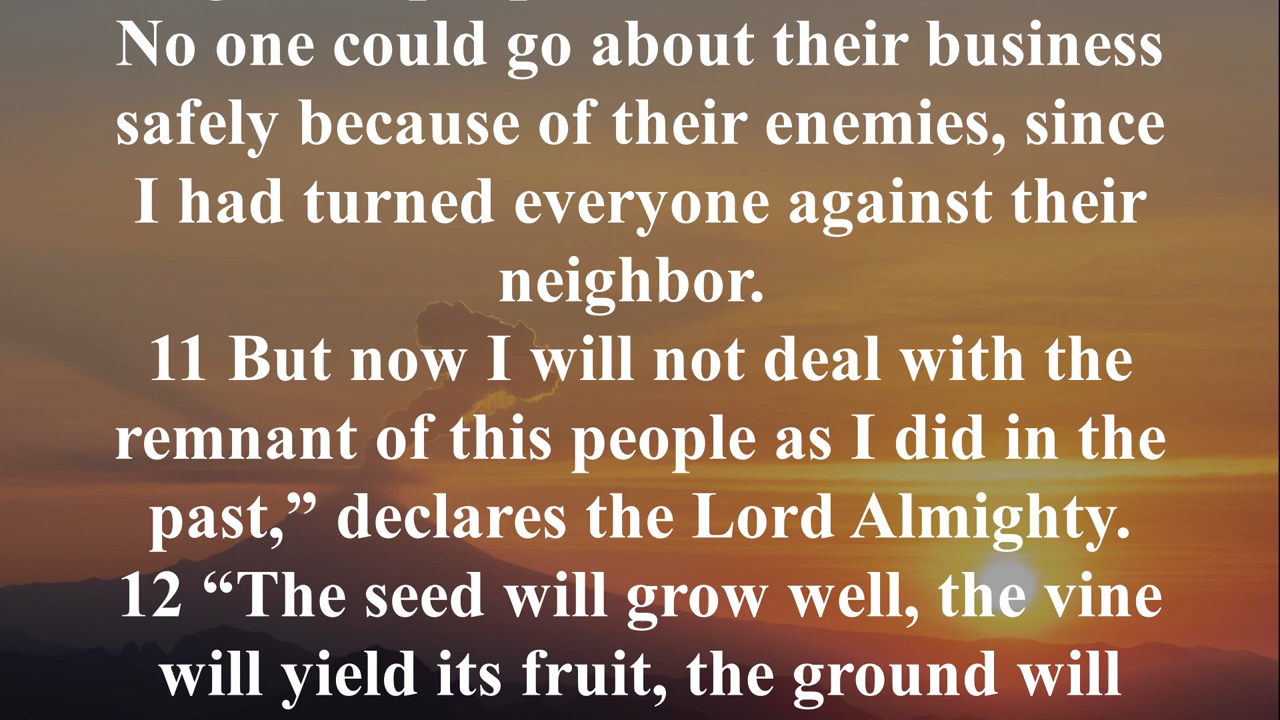 No one could go about their business
safely because of their enemies, since
I had turned everyone against their
neighbor.
11 But now I will not deal with the
remnant of this people as I did in the
past,” declares the Lord Almighty.
12 “The seed will grow well, the vine
will yield its fruit, the ground will